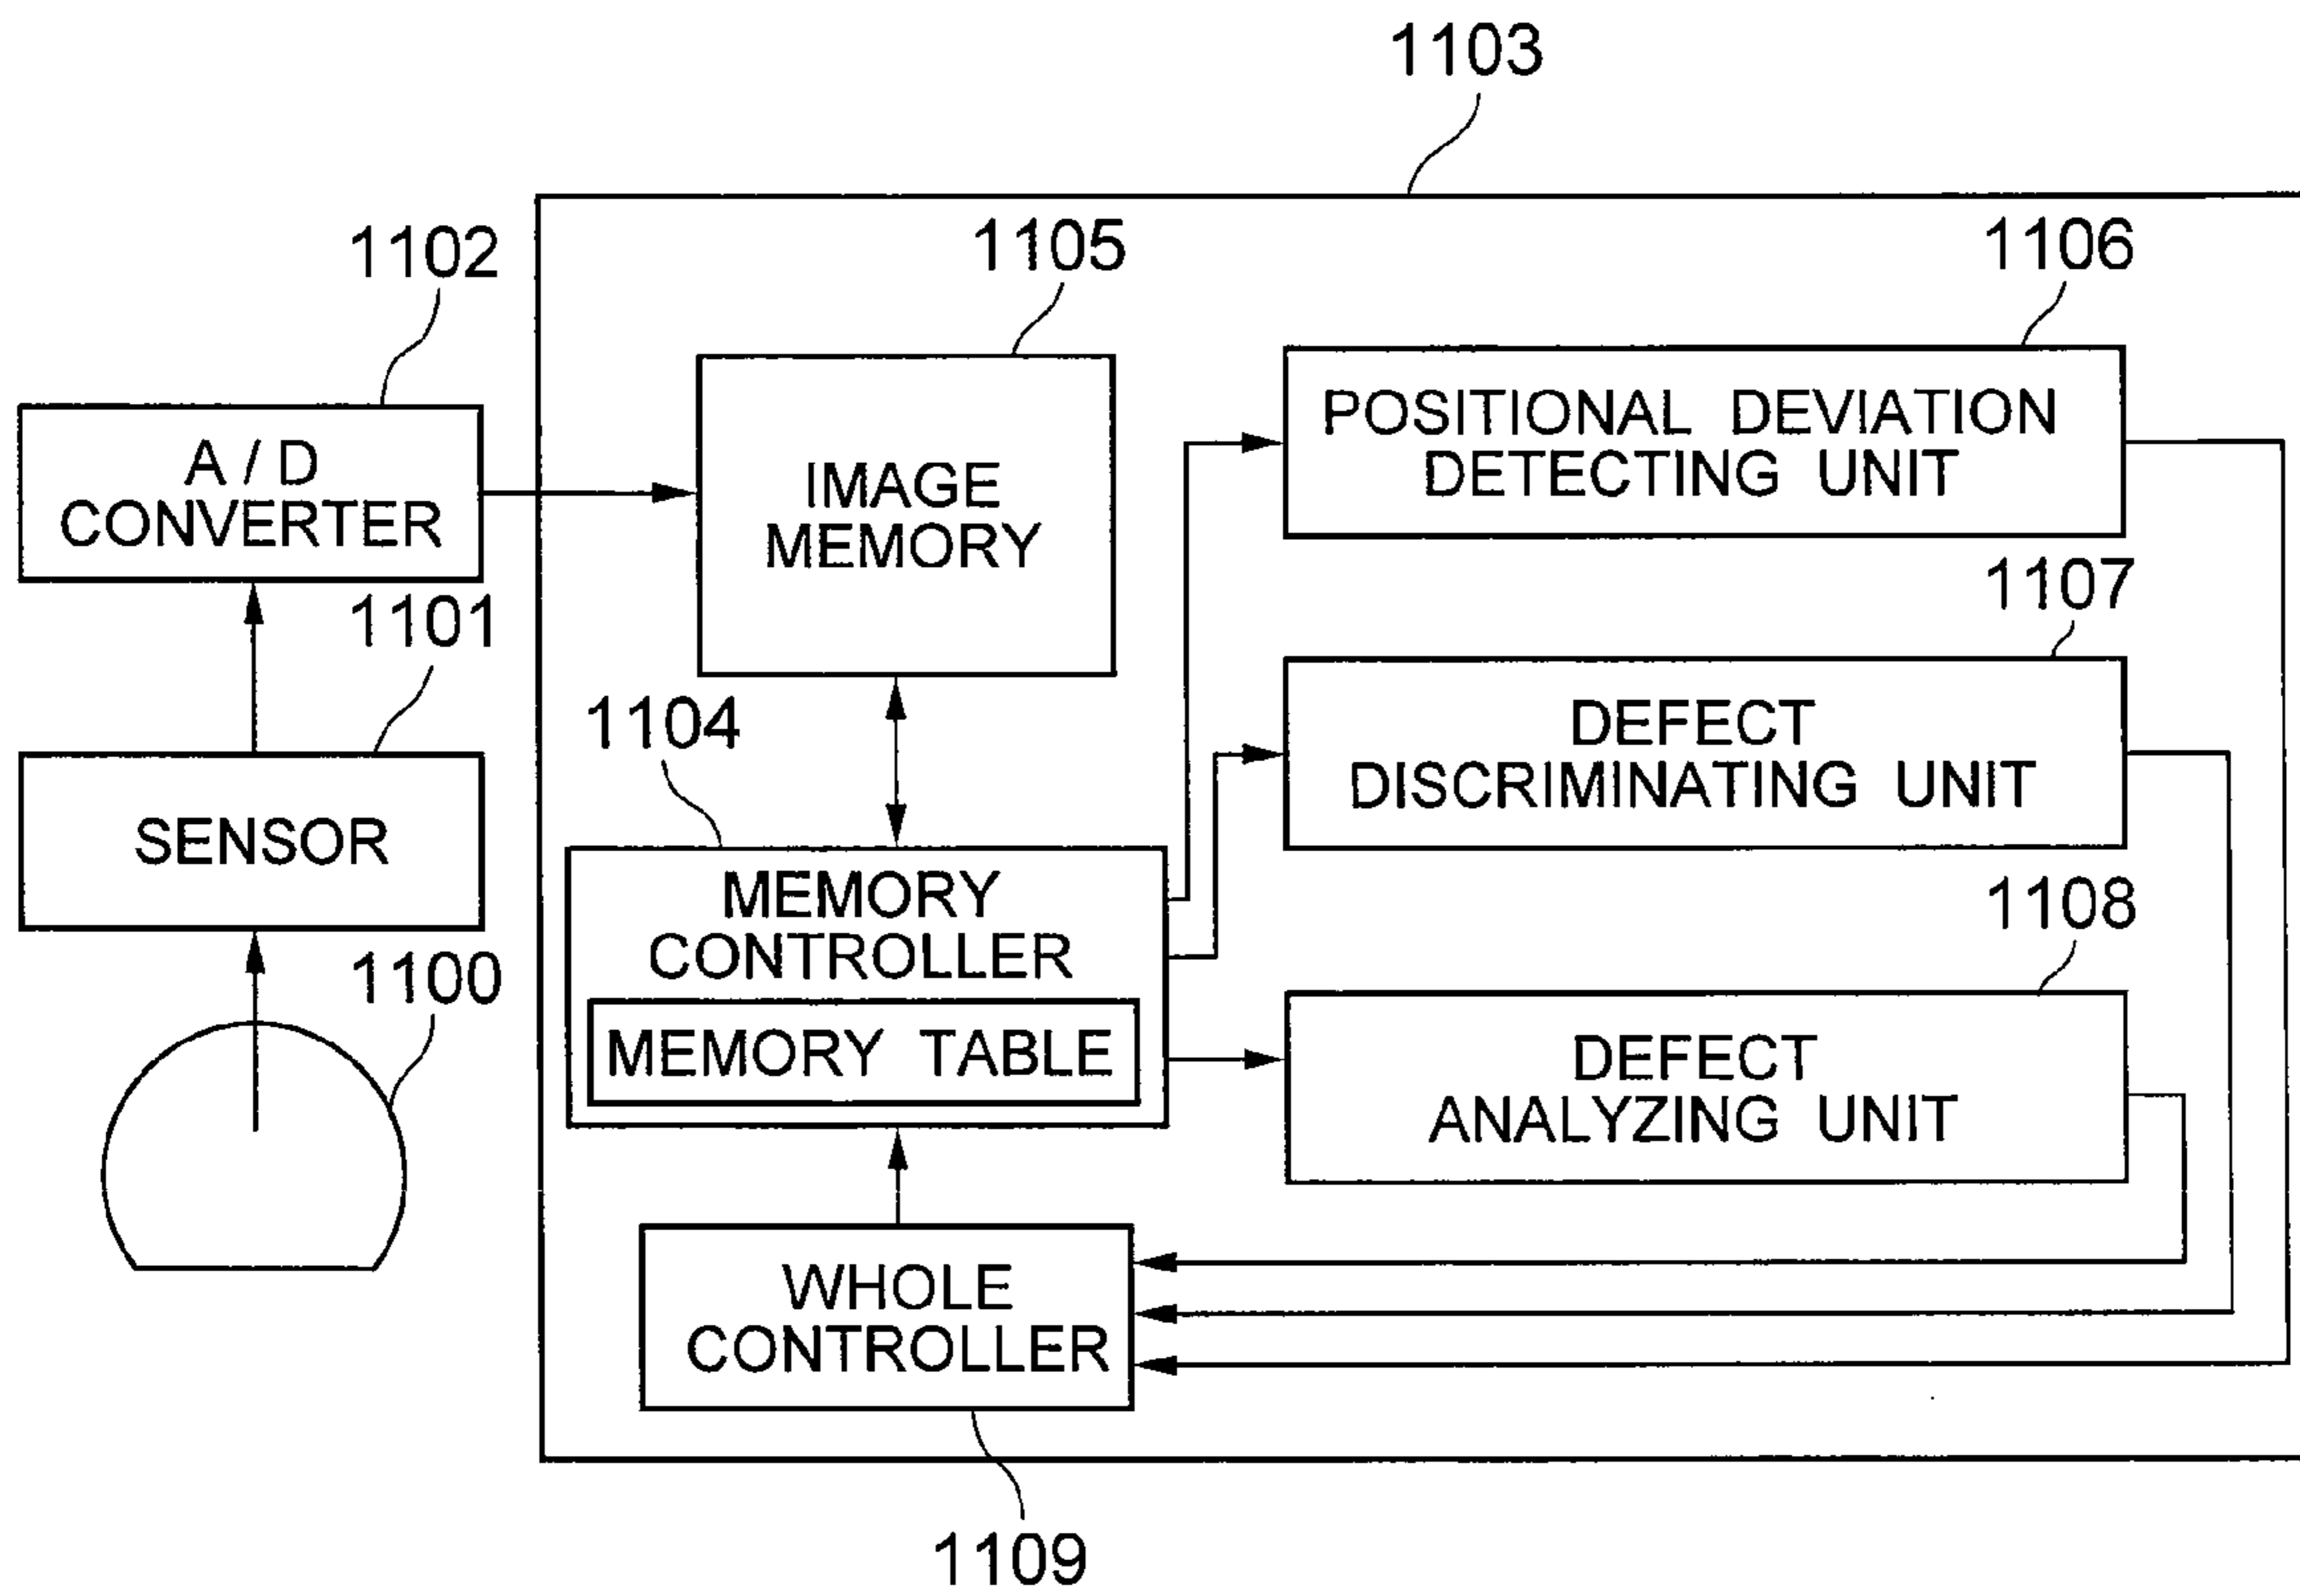 1103
1102
1105
1106
A / D
CONVERTER
IMAGE
MEMORY
POSITIONAL DEVIATION
DETECTING UNIT
1101
1107
1104
SENSOR
DEFECT
DISCRIMINATING UNIT
1100
MEMORY
CONTROLLER
MEMORY TABLE
1108
DEFECT
ANALYZING UNIT
WHOLE
CONTROLLER
1109